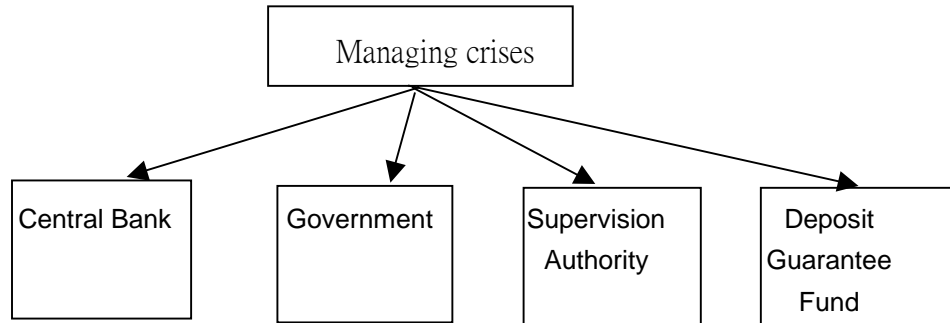 Managing crises
Central Bank
Government
Supervision
Authority
Deposit
Guarantee
Fund